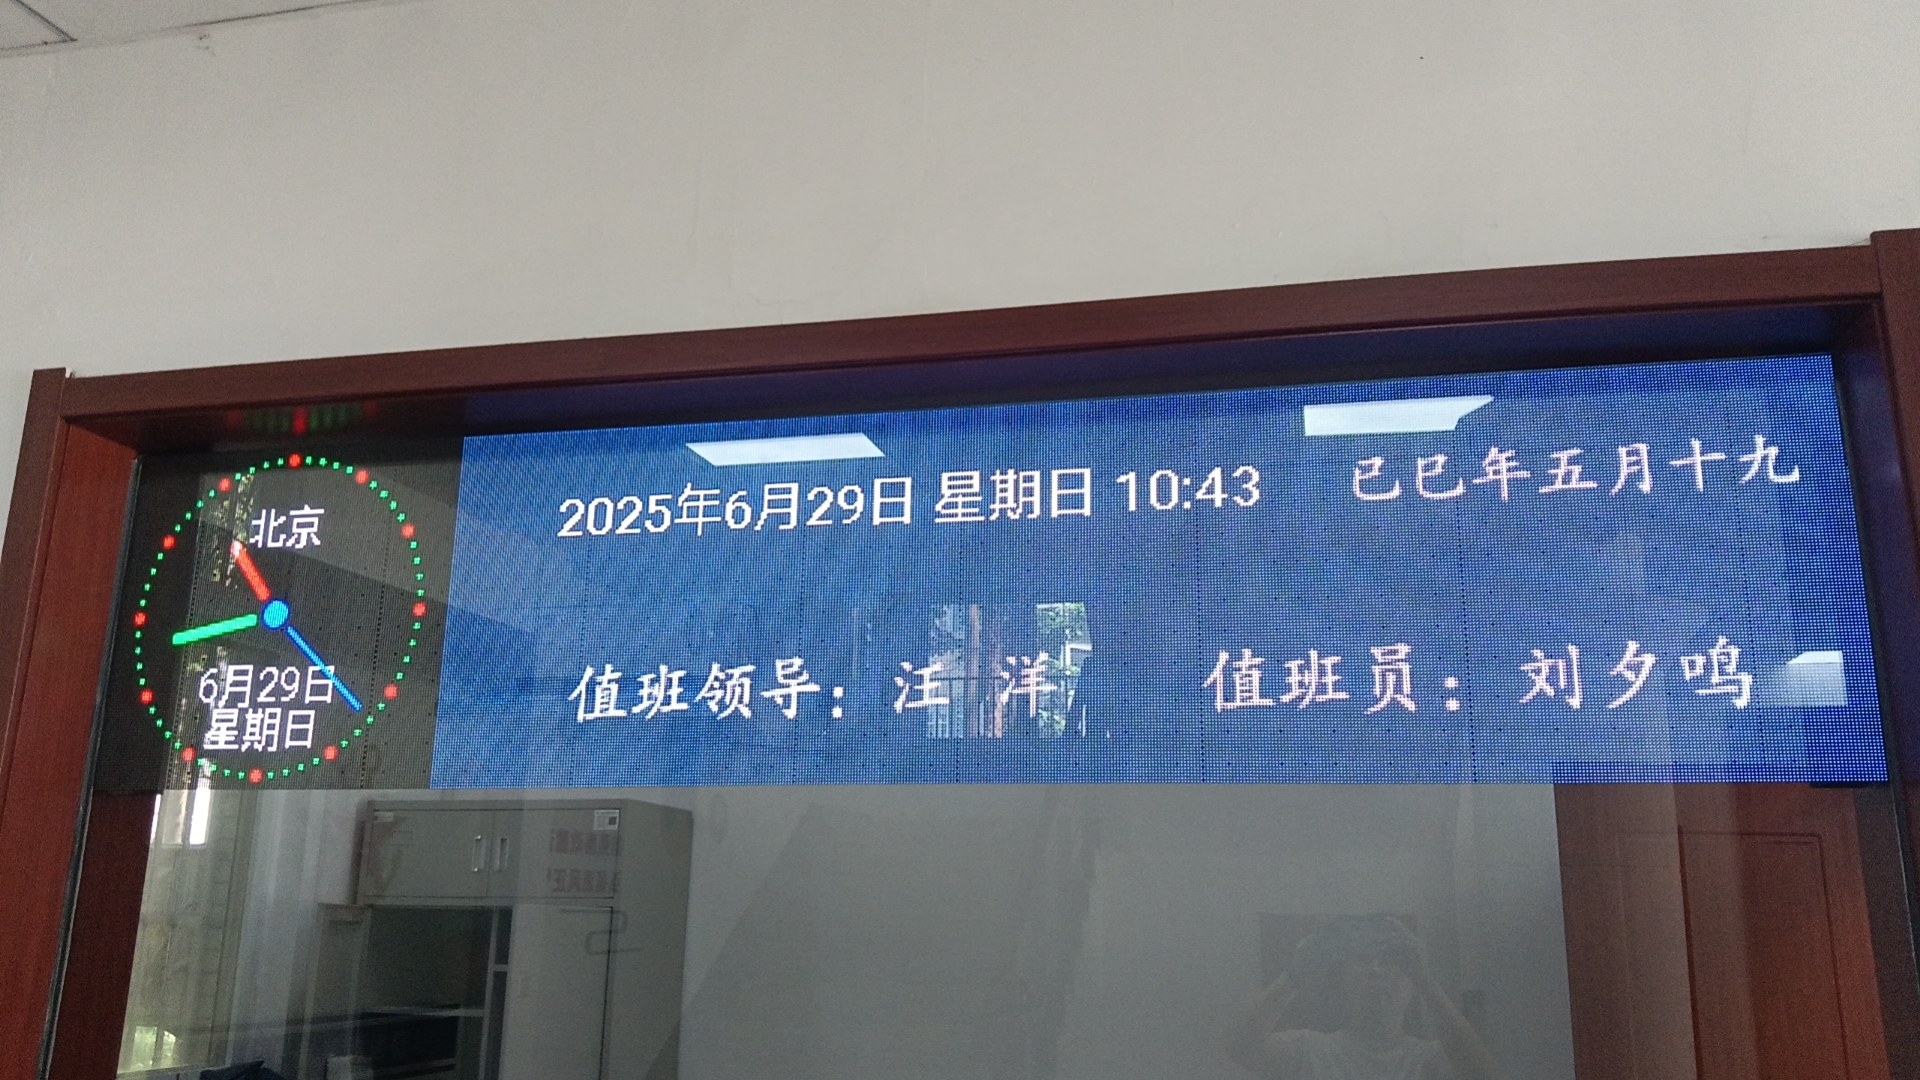 北京
6月29日
星期日
2025年6月29日 星期日 10:43
已巳年五月十九
值班领导：汪 洋
值班员：刘夕鸣